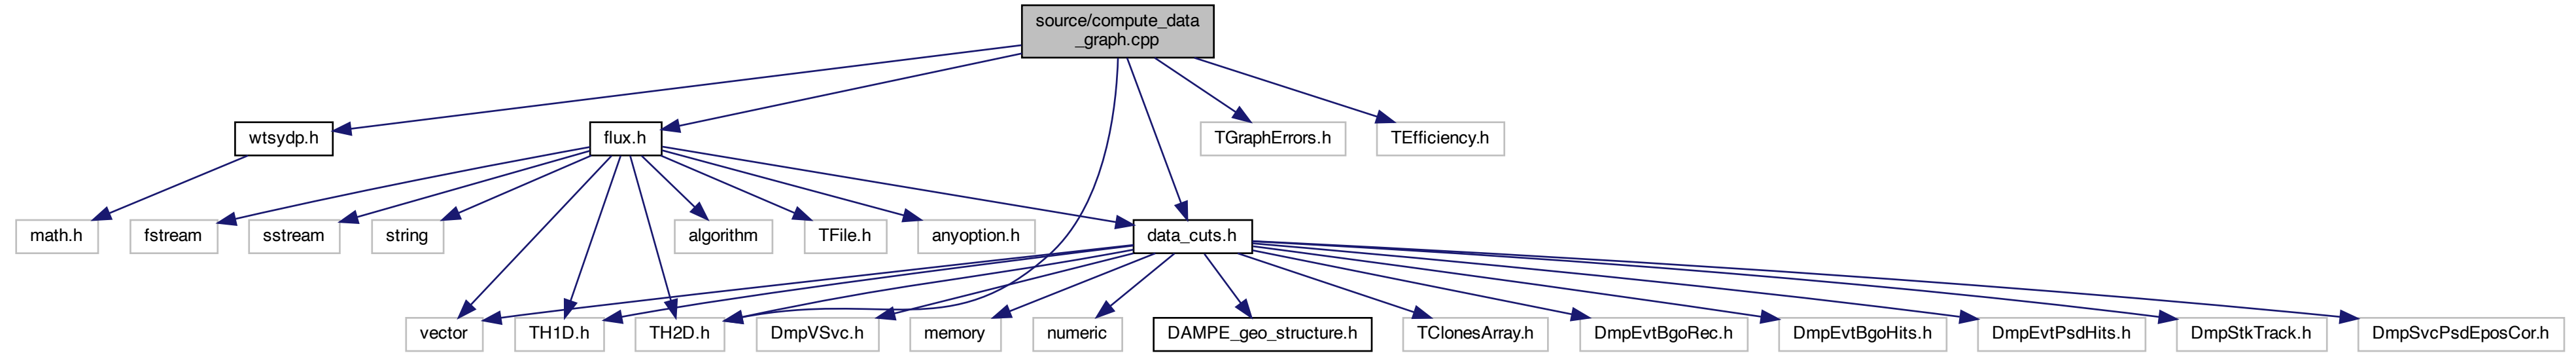 source/compute_data
_graph.cpp
wtsydp.h
flux.h
TGraphErrors.h
TEfficiency.h
math.h
fstream
sstream
string
algorithm
TFile.h
anyoption.h
data_cuts.h
vector
TH1D.h
TH2D.h
DmpVSvc.h
memory
numeric
DAMPE_geo_structure.h
TClonesArray.h
DmpEvtBgoRec.h
DmpEvtBgoHits.h
DmpEvtPsdHits.h
DmpStkTrack.h
DmpSvcPsdEposCor.h